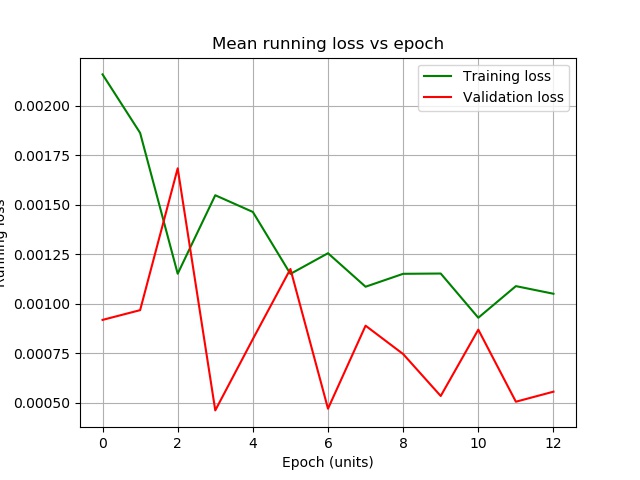 Mean running loss vs epoch
Training loss
Validation loss
0.00200
0.00175
0.00150
0.00125
0.00100
0.00075
0.00050
Running loss
0 2 4 6 8 10 12
Epoch (units)